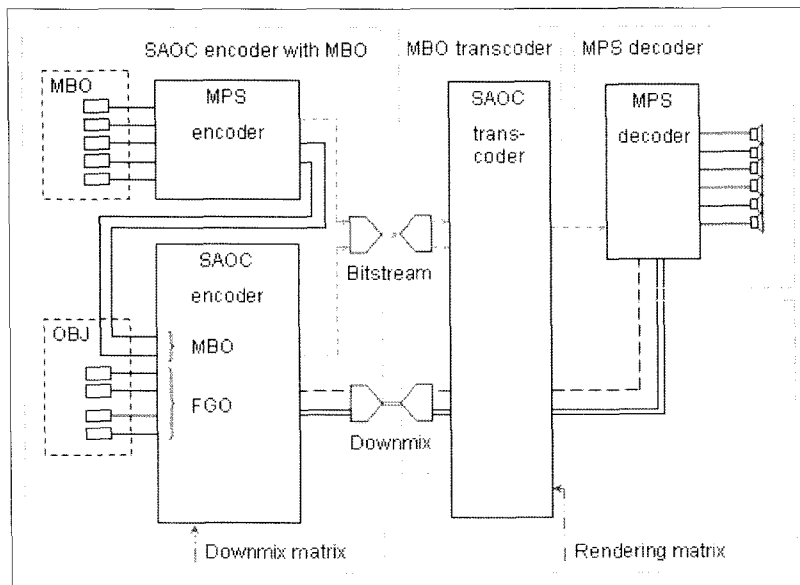 SAOC encoder with MBO
MBO transcoder
MPS decoder
MBO
MPS
encoder
SAOC
trans-
coder
MPS
decoder
Bitstream
SAOC
encoder
OBJ
MBO
FGO
Downmix
Downmix matrix
Rendering matrix